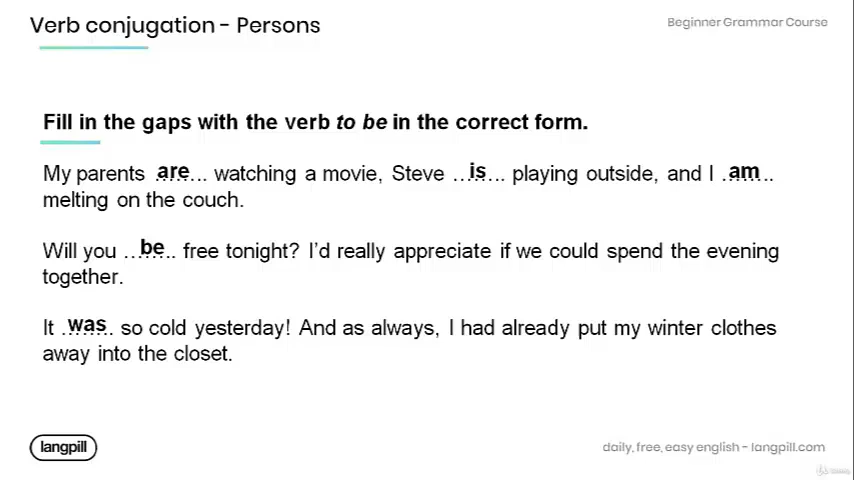 Verb conjugation - Persons
Beginner Grammar Course
Fill in the gaps with the verb to be in the correct form.
My parents ..are... watching a movie, Steve ...is... playing outside, and I ..am..
melting on the couch.
Will you ...be.. free tonight? I'd really appreciate if we could spend the evening
together.
It ..was.. so cold yesterday! And as always, I had already put my winter clothes
away into the closet.
langpill
daily, free, easy english - langpill.com